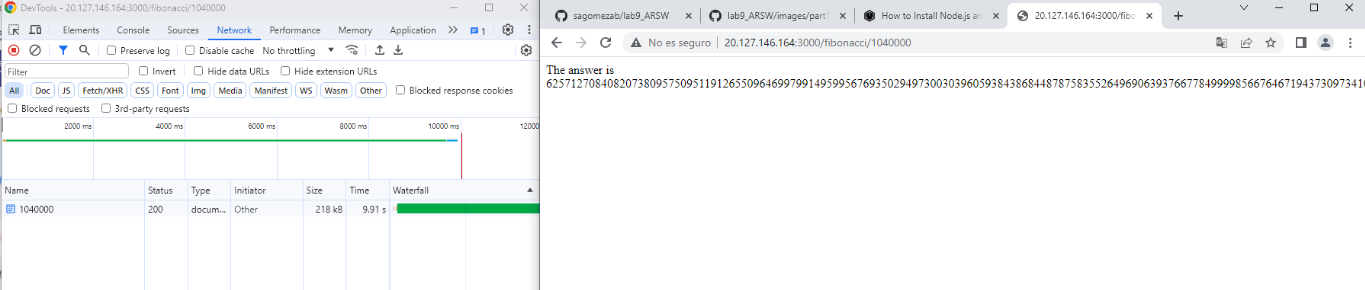 DevTools - 20.127.146.164:3000/fibonacci/1040000
Elements Console Sources Network Performance Memory Application 1
Preserve log Disable cache No throttling
Filter Invert Hide data URLs Hide extension URLs
All Doc JS Fetch/XHR CSS Font Img Media Manifest WS Wasm Other Blocked response cookies
Blocked requests 3rd-party requests
2000 ms 4000 ms 6000 ms 8000 ms 10000 ms 12000
Name Status Type Initiator Size Time Waterfall
1040000 200 docum... Other 218 kB 9.91 s
sagomezab/lab9_ARSW lab9_ARSW/images/part1 How to Install Node.js an 20.127.146.164:3000/fibo
No es seguro 20.127.146.164:3000/fibonacci/1040000
The answer is